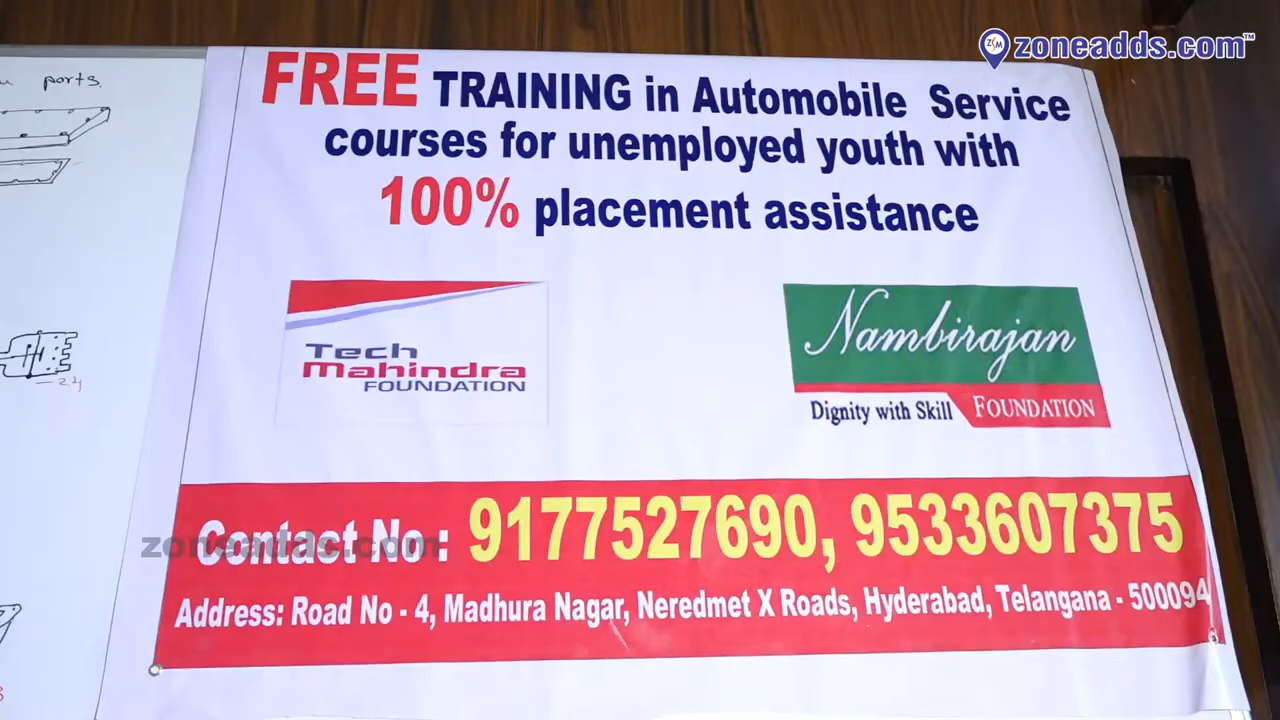 zoneadds.com™
ports.
FREE TRAINING in Automobile Service
courses for unemployed youth with
100% placement assistance
Tech
Mahindra
FOUNDATION
Nambirajan
Dignity with Skill FOUNDATION
Contact No : 9177527690, 9533607375
zoneadds.com
Address: Road No - 4, Madhura Nagar, Neredmet X Roads, Hyderabad, Telangana - 500094